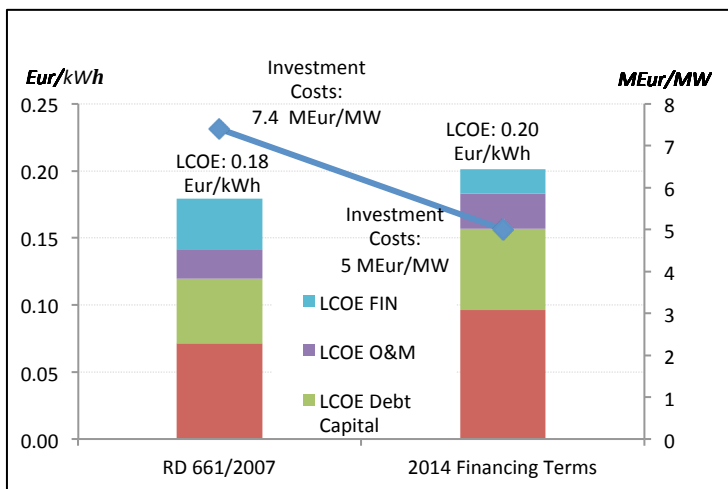 Eur/kWh
MEur/MW
Investment
Costs:
7.4 MEur/MW
LCOE: 0.18
Eur/kWh
LCOE: 0.20
Eur/kWh
Investment
Costs:
5 MEur/MW
0.25
0.20
0.15
0.10
0.05
0.00
8
7
6
5
4
3
2
1
0
LCOE FIN
LCOE O&M
LCOE Debt
Capital
RD 661/2007
2014 Financing Terms